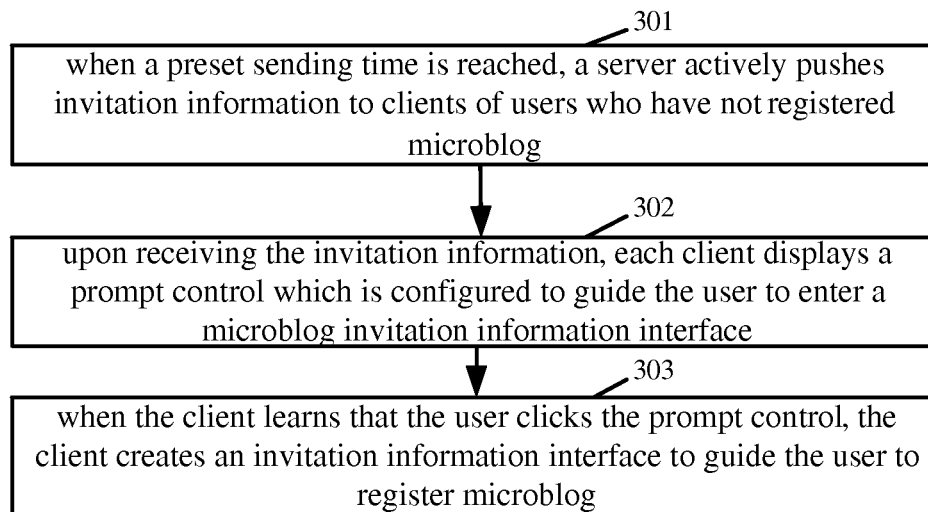 301
when a preset sending time is reached, a server actively pushes
invitation information to clients of users who have not registered
microblog
302
upon receiving the invitation information, each client displays a
prompt control which is configured to guide the user to enter a
microblog invitation information interface
303
when the client learns that the user clicks the prompt control, the
client creates an invitation information interface to guide the user to
register microblog